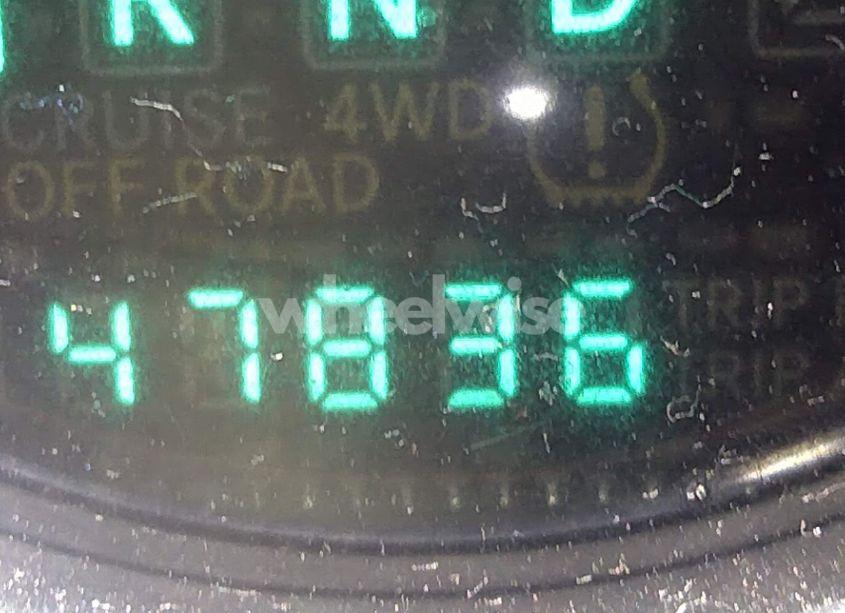 R N D
CRUISE 4WD !
OFF ROAD
47836 TRIP
TRIP
wheelwise